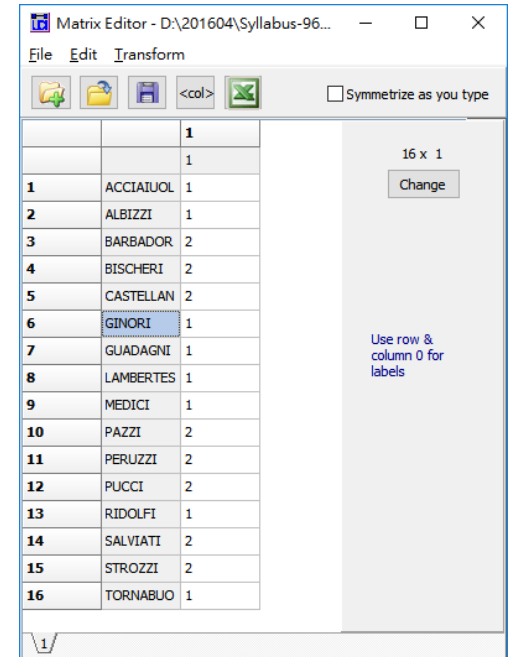 Matrix Editor - D:\201604\Syllabus-96...
File Edit Transform
<col> Symmetrize as you type
1
1
1 ACCIAIUOL 1
2 ALBIZZI 1
3 BARBADOR 2
4 BISCHERI 2
5 CASTELLAN 2
6 GINORI 1
7 GUADAGNI 1
8 LAMBERTES 1
9 MEDICI 1
10 PAZZI 2
11 PERUZZI 2
12 PUCCI 2
13 RIDOLFI 1
14 SALVIATI 2
15 STROZZI 2
16 TORNABUO 1
16 x 1
Change
Use row &
column 0 for
labels
1